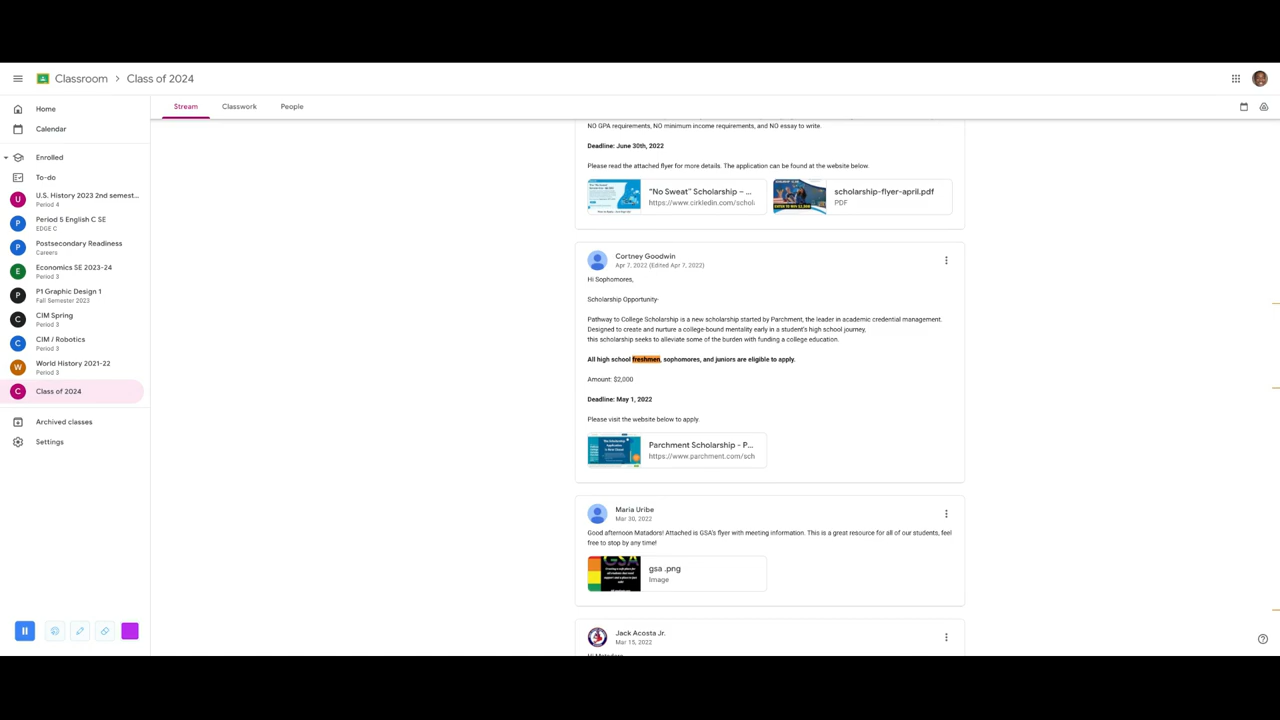 Classroom > Class of 2024
Stream
Classwork
People
Home
Calendar
Enrolled
To-do
U U.S. History 2023 2nd semest...
Period 4
P Period 5 English C SE
EDGE C
P Postsecondary Readiness
Careers
E Economics SE 2023-24
Period 3
P P1 Graphic Design 1
Fall Semester 2023
C CIM Spring
Period 3
C CIM / Robotics
Period 3
W World History 2021-22
Period 3
C Class of 2024
Archived classes
Settings
NO GPA requirements, NO minimum income requirements, and NO essay to write.
Deadline: June 30th, 2022
Please read the attached flyer for more details. The application can be found at the website below.
"No Sweat" Scholarship – ...
https://www.cirkledin.com/schol
scholarship-flyer-april.pdf
PDF
Cortney Goodwin
Apr 7, 2022 (Edited Apr 7, 2022)
Hi Sophomores,
Scholarship Opportunity-
Pathway to College Scholarship is a new scholarship started by Parchment, the leader in academic credential management.
Designed to create and nurture a college-bound mentality early in a student's high school journey.
this scholarship seeks to alleviate some of the burden with funding a college education.
All high school freshmen, sophomores, and juniors are eligible to apply.
Amount: $2,000
Deadline: May 1, 2022
Please visit the website below to apply.
Parchment Scholarship - P...
https://www.parchment.com/sch
Maria Uribe
Mar 30, 2022
Good afternoon Matadors! Attached is GSA's flyer with meeting information. This is a great resource for all of our students, feel
free to stop by any time!
GSA
gsa .png
Image
Jack Acosta Jr.
Mar 15, 2022
Hi Matadors